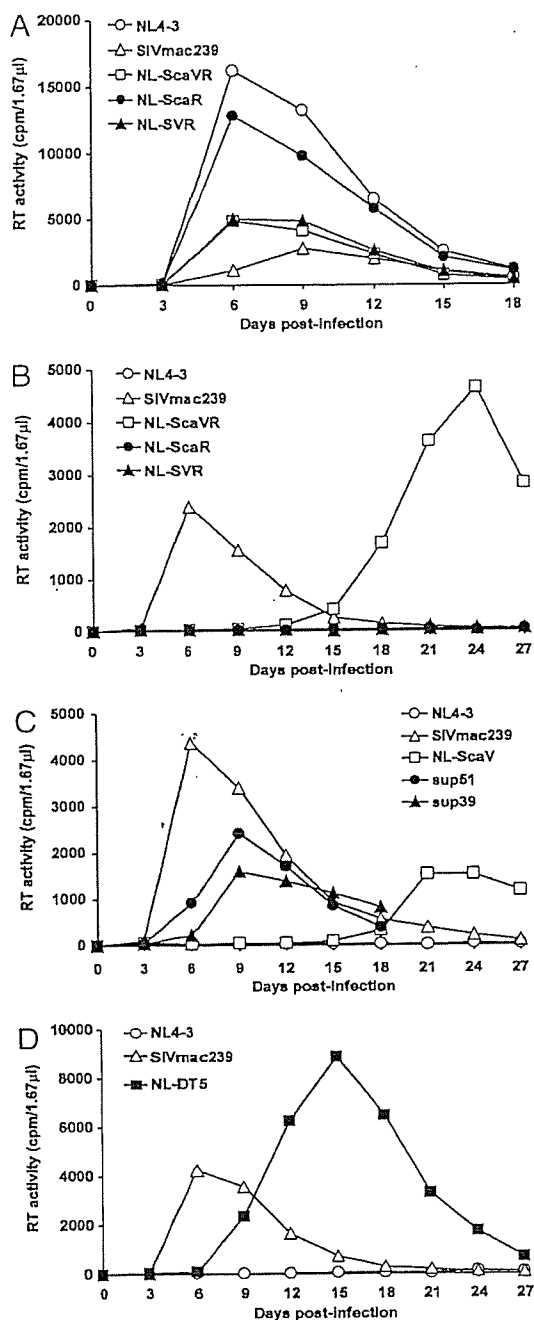 A
RT activity (cpm/1.67µl)
20000
15000
10000
5000
0
NL4-3
SIVmac239
NL-ScaVR
NL-ScaR
NL-SVR
0 3 6 9 12 15 18
Days post-infection
B
RT activity (cpm/1.67µl)
5000
4000
3000
2000
1000
0
NL4-3
SIVmac239
NL-ScaVR
NL-ScaR
NL-SVR
0 3 6 9 12 15 18 21 24 27
Days post-infection
C
RT activity (cpm/1.67µl)
5000
4000
3000
2000
1000
0
NL4-3
SIVmac239
NL-ScaV
sup51
sup39
0 3 6 9 12 15 18 21 24 27
Days post-infection
D
RT activity (cpm/1.67µl)
10000
8000
6000
4000
2000
0
NL4-3
SIVmac239
NL-DT5
0 3 6 9 12 15 18 21 24 27
Days post-infection